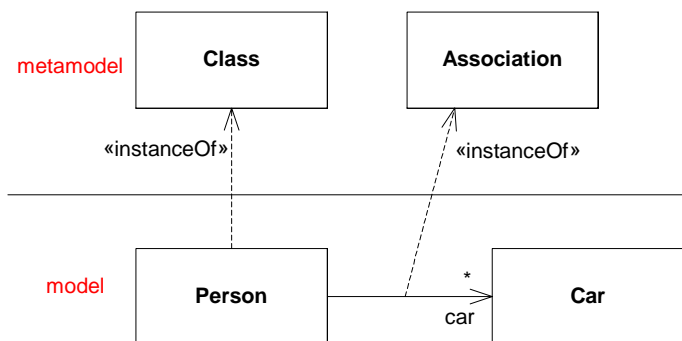 Class
Association
metamodel
«instanceOf»
«instanceOf»
model
Person
*
car
Car